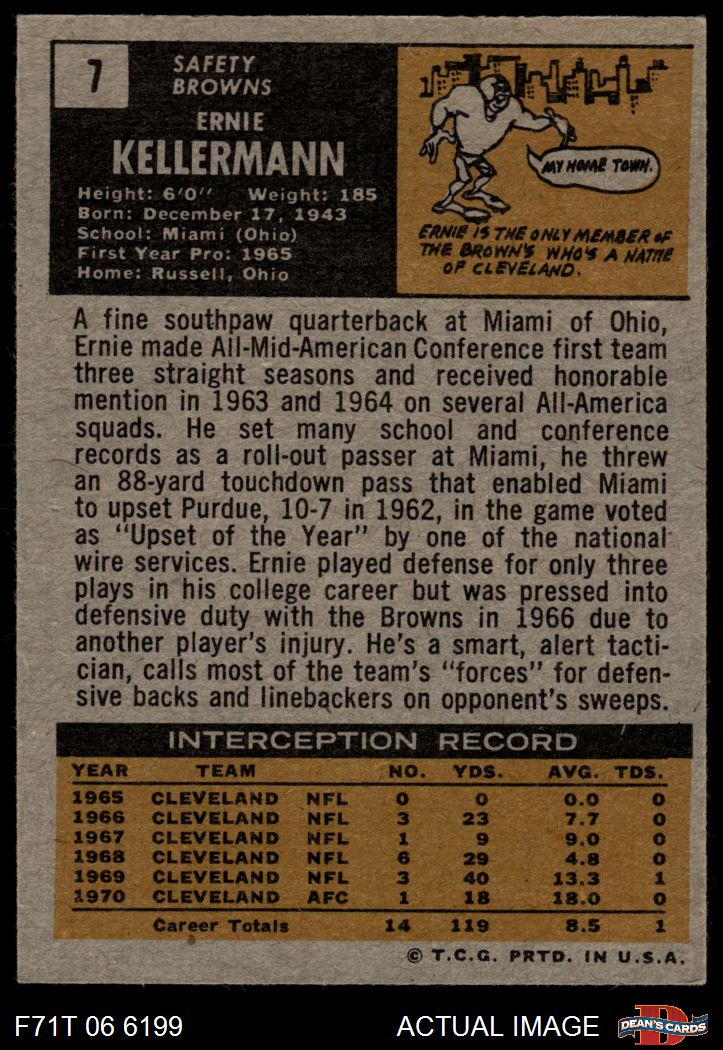 7
SAFETY
BROWNS
ERNIE
KELLERMANN
Height: 6'0" Weight: 185
Born: December 17, 1943
School: Miami (Ohio)
First Year Pro: 1965
Home: Russell, Ohio
MY HOME TOWN.
ERNIE IS THE ONLY MEMBER OF
THE BROWN'S WHO'S A NATIVE
OF CLEVELAND.
A fine southpaw quarterback at Miami of Ohio,
Ernie made All-Mid-American Conference first team
three straight seasons and received honorable
mention in 1963 and 1964 on several All-America
squads. He set many school and conference
records as a roll-out passer at Miami, he threw
an 88-yard touchdown pass that enabled Miami
to upset Purdue, 10-7 in 1962, in the game voted
as "Upset of the Year" by one of the national
wire services. Ernie played defense for only three
plays in his college career but was pressed into
defensive duty with the Browns in 1966 due to
another player's injury. He's a smart, alert tacti-
cian, calls most of the team's "forces" for defen-
sive backs and linebackers on opponent's sweeps.
INTERCEPTION RECORD
YEAR TEAM NO. YDS. AVG. TDS.
1965 CLEVELAND NFL 0 0 0.0 0
1966 CLEVELAND NFL 3 23 7.7 0
1967 CLEVELAND NFL 1 9 9.0 0
1968 CLEVELAND NFL 6 29 4.8 0
1969 CLEVELAND NFL 3 40 13.3 1
1970 CLEVELAND AFC 1 18 18.0 0
Career Totals 14 119 8.5 1
© T.C.G. PRTD. IN U.S.A.
F71T 06 6199 ACTUAL IMAGE
D
DEAN'S CARDS